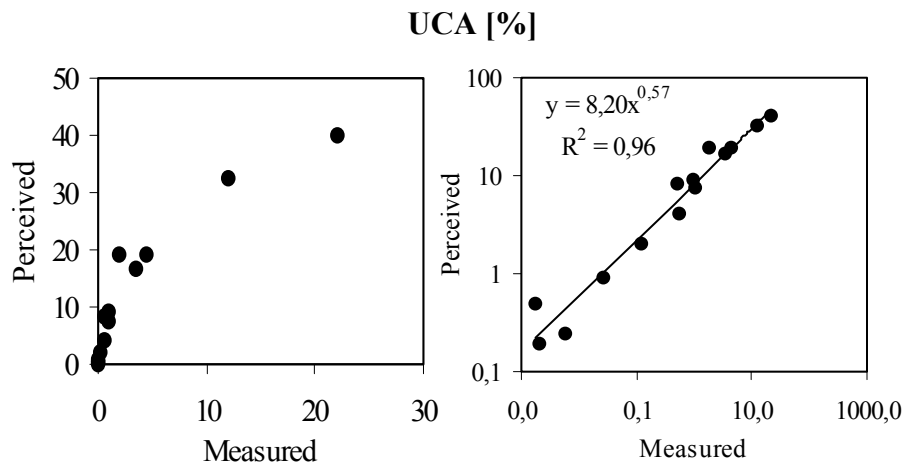 UCA [%]
50
40
30
20
10
0
Perceived
0 10 20 30
Measured
100
10
1
0,1
Perceived
y = 8,20x^0,57
R² = 0,96
0,0 0,1 10,0 1000,0
Measured